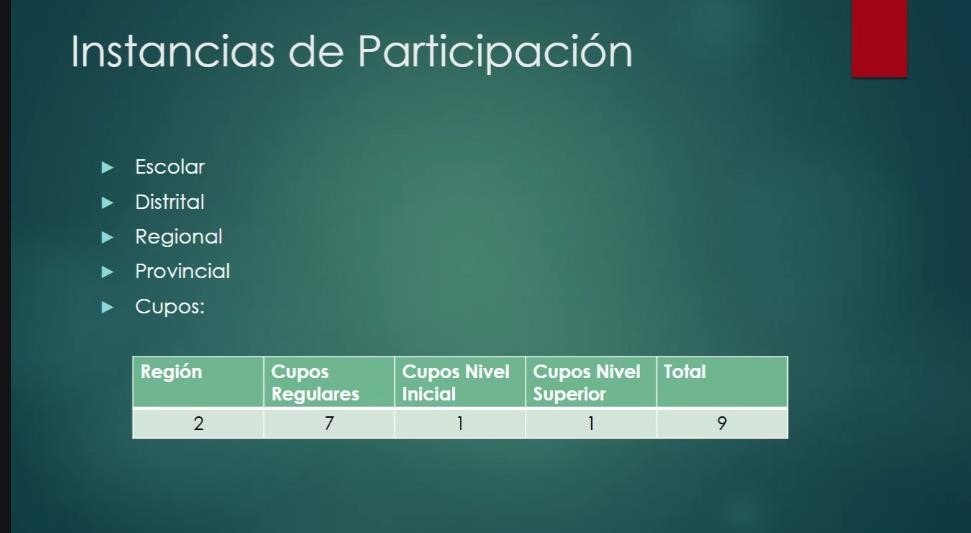 Instancias de Participación
Escolar
Distrital
Regional
Provincial
Cupos:
Región Cupos Regulares Cupos Nivel Inicial Cupos Nivel Superior Total
2 7 1 1 9